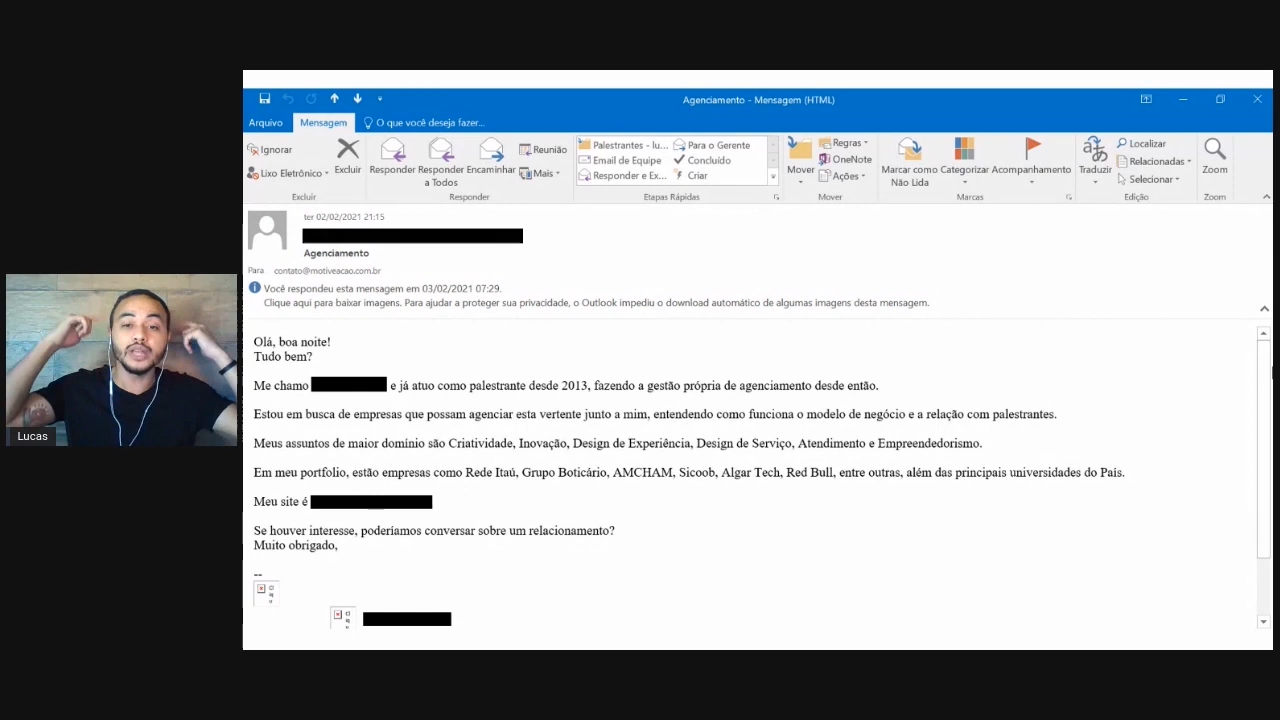 Agenciamento - Mensagem (HTML)
Arquivo
Mensagem
O que você deseja fazer...
Ignorar
Lixo Eletrônico
Excluir
Excluir
Responder
Responder a Todos
Encaminhar
Reunião
Mais
Responder
Palestrantes - lu...
Para o Gerente
Email de Equipe
Concluído
Responder e Ex...
Criar
Etapas Rápidas
Mover
Regras
OneNote
Ações
Mover
Marcar como Não Lida
Categorizar
Acompanhamento
Marcas
Traduzir
Localizar
Relacionadas
Selecionar
Edição
Zoom
Zoom
ter 02/02/2021 21:15
Agenciamento
Para contato@motiveacao.com.br
Você respondeu esta mensagem em 03/02/2021 07:29.
Clique aqui para baixar imagens. Para ajudar a proteger sua privacidade, o Outlook impediu o download automático de algumas imagens desta mensagem.
Olá, boa noite!
Tudo bem?
Me chamo e já atuo como palestrante desde 2013, fazendo a gestão própria de agenciamento desde então.
Estou em busca de empresas que possam agenciar esta vertente junto a mim, entendendo como funciona o modelo de negócio e a relação com palestrantes.
Meus assuntos de maior domínio são Criatividade, Inovação, Design de Experiência, Design de Serviço, Atendimento e Empreendedorismo.
Em meu portfolio, estão empresas como Rede Itaú, Grupo Boticário, AMCHAM, Sicoob, Algar Tech, Red Bull, entre outras, além das principais universidades do País.
Meu site é
Se houver interesse, poderíamos conversar sobre um relacionamento?
Muito obrigado,
--
Lucas